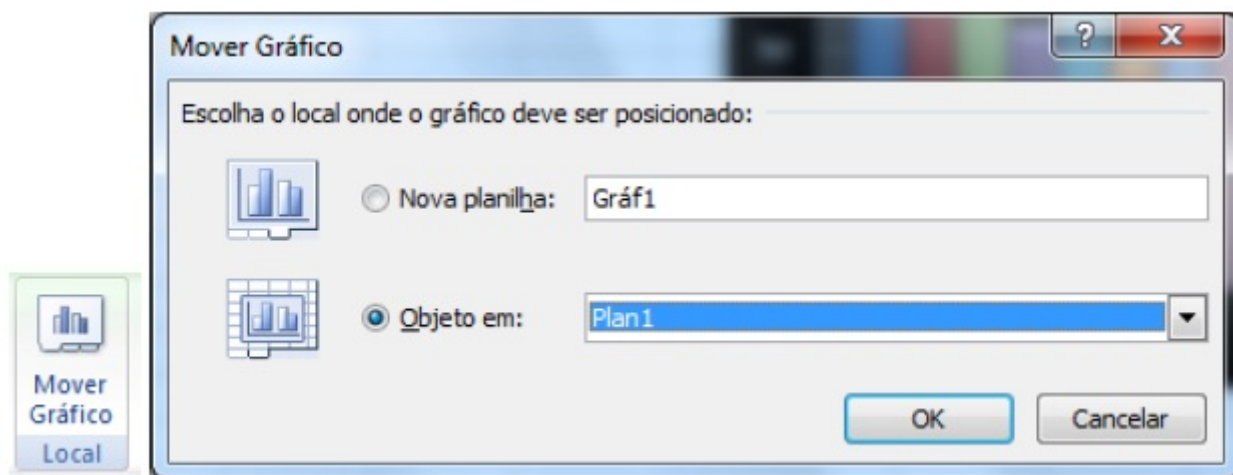 Mover Gráfico
Escolha o local onde o gráfico deve ser posicionado:
Nova planilha: Gráf1
Objeto em: Plan1
OK Cancelar
Mover
Gráfico
Local